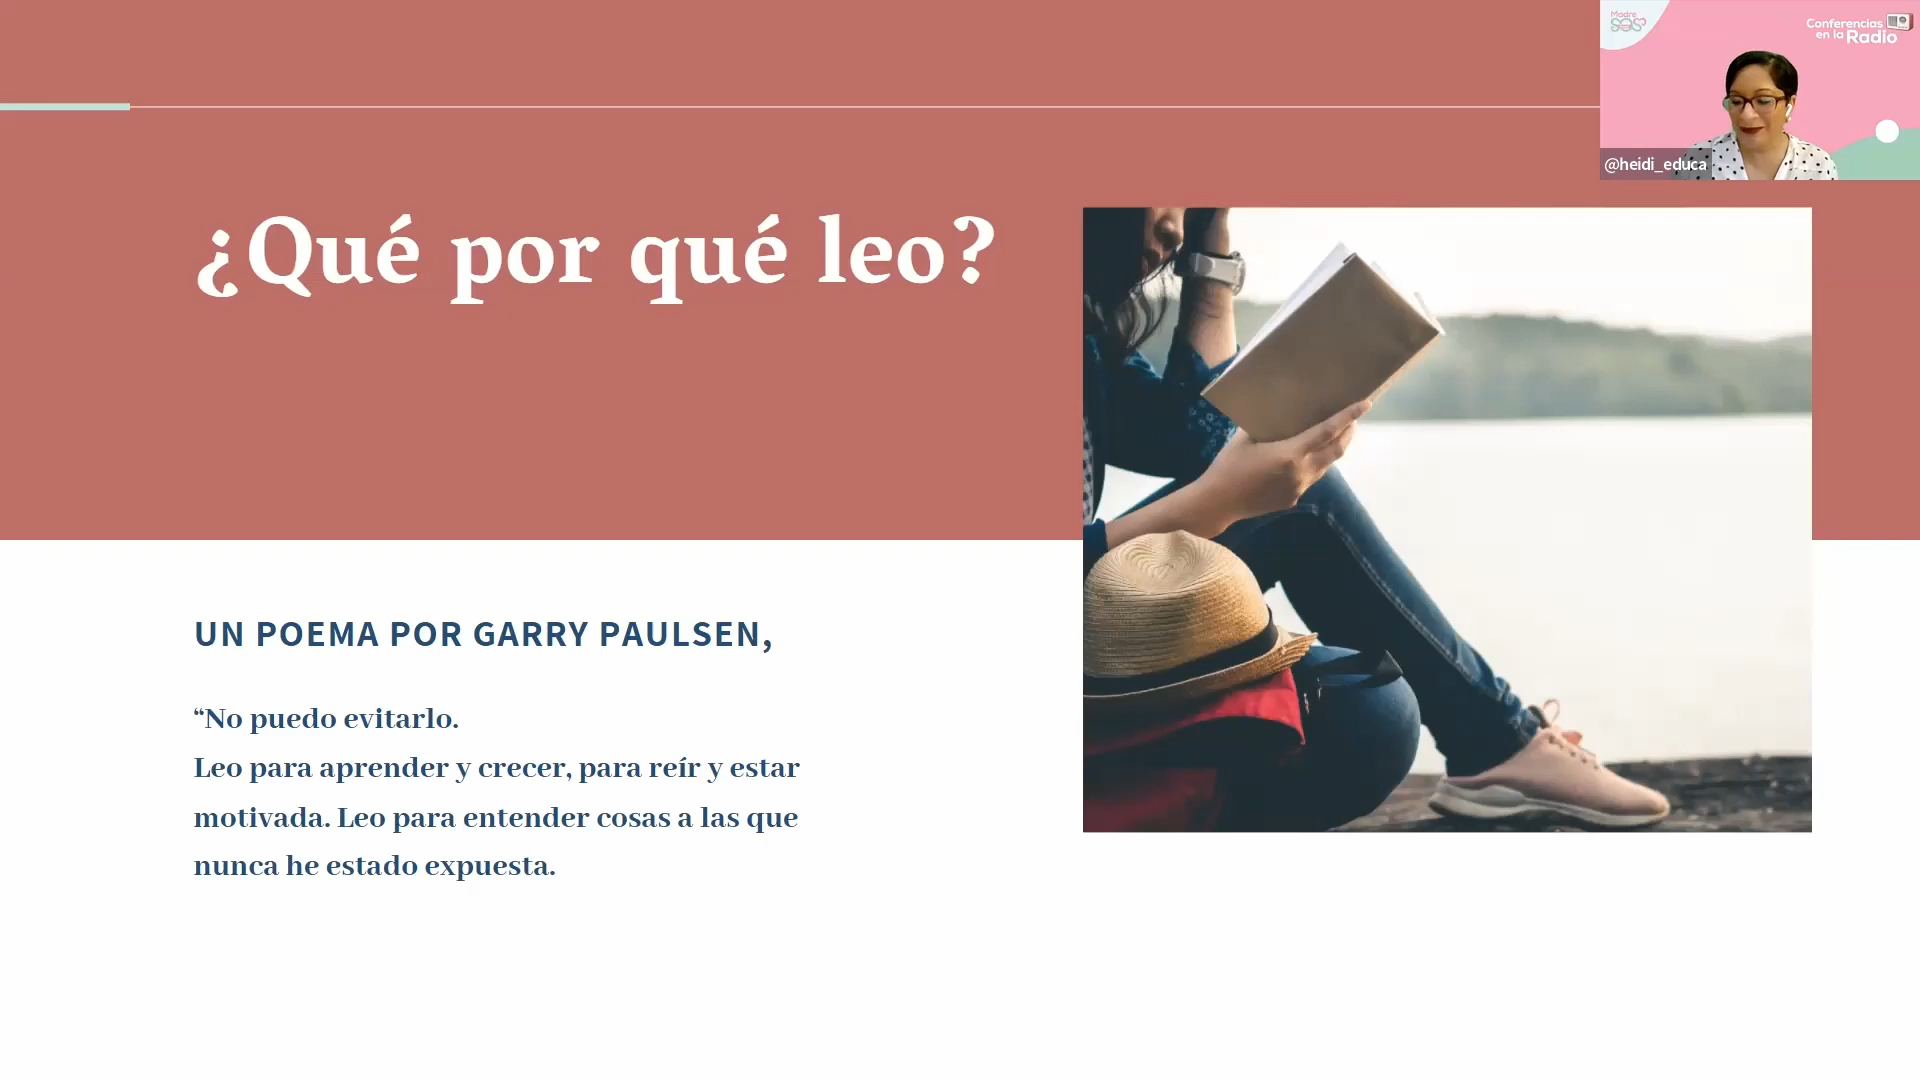 Madre
SOS
Conferencias
en la Radio
@heidi_educa
¿Qué por qué leo?
UN POEMA POR GARRY PAULSEN,
“No puedo evitarlo.
Leo para aprender y crecer, para reír y estar
motivada. Leo para entender cosas a las que
nunca he estado expuesta.